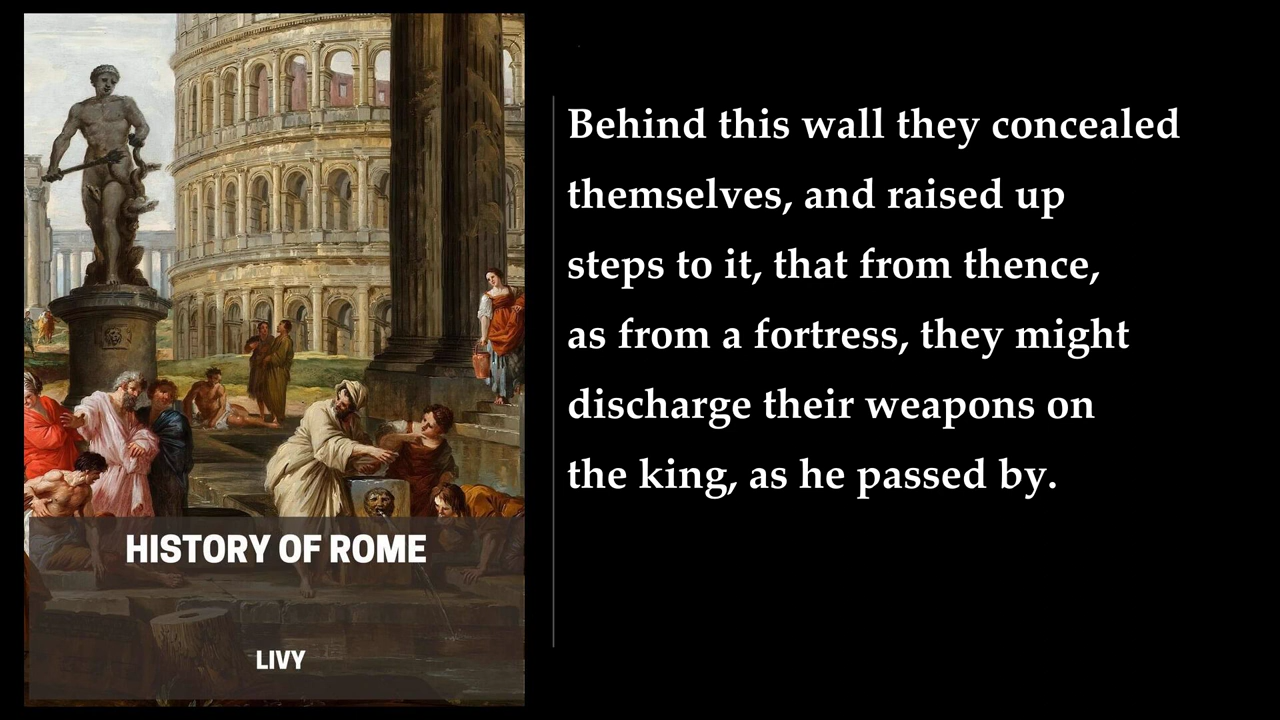 HISTORY OF ROME
LIVY
Behind this wall they concealed
themselves, and raised up
steps to it, that from thence,
as from a fortress, they might
discharge their weapons on
the king, as he passed by.